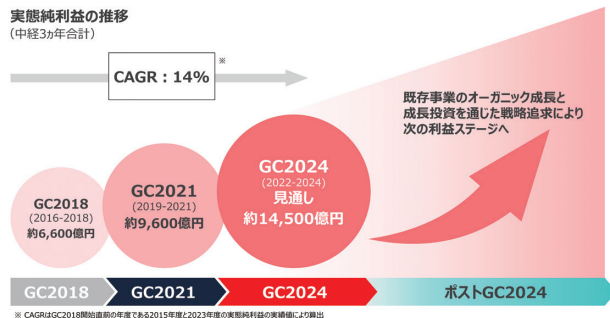 実態純利益の推移
(中経3ヵ年合計)
※
CAGR:14%
既存事業のオーガニック成長と
成長投資を通じた戦略追求により
次の利益ステージへ
GC2024
(2022-2024)
見通し
約14,500億円
GC2021
(2019-2021)
約9,600億円
GC2018
(2016-2018)
約6,600億円
GC2018
GC2021
GC2024
ポストGC2024
※ CAGRはGC2018開始直前の年度である2015年度と2023年度の実態純利益の実績値により算出